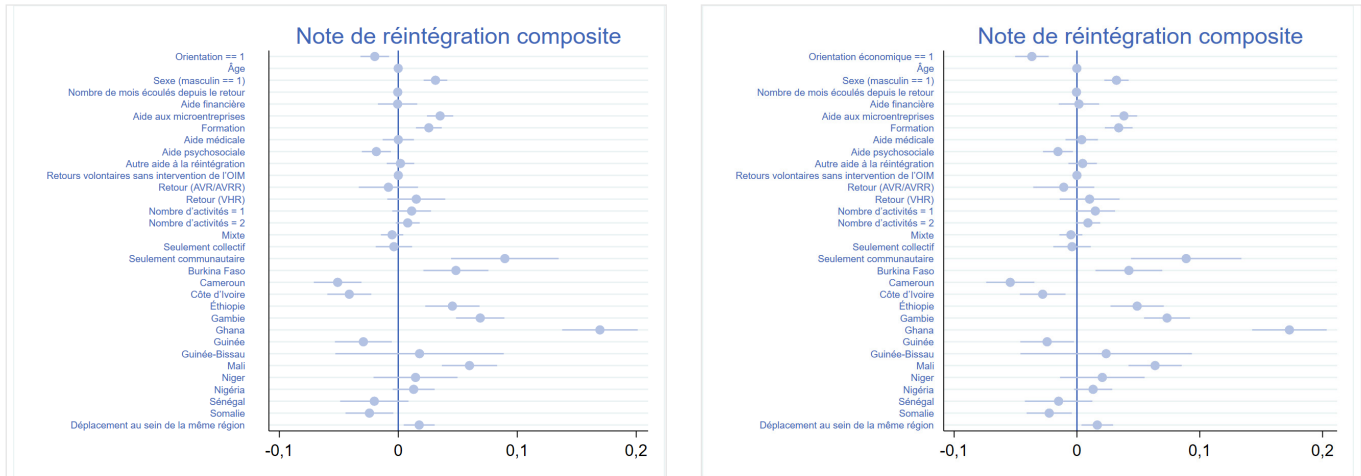 Note de réintégration composite
Orientation == 1
Âge
Sexe (masculin == 1)
Nombre de mois écoulés depuis le retour
Aide financière
Aide aux microentreprises
Formation
Aide médicale
Aide psychosociale
Autre aide à la réintégration
Retours volontaires sans intervention de l'OIM
Retour (AVR/AVRR)
Retour (VHR)
Nombre d'activités = 1
Nombre d'activités = 2
Mixte
Seulement collectif
Seulement communautaire
Burkina Faso
Cameroun
Côte d'Ivoire
Éthiopie
Gambie
Ghana
Guinée
Guinée-Bissau
Mali
Niger
Nigéria
Sénégal
Somalie
Déplacement au sein de la même région
-0,1 0 0,1 0,2
Note de réintégration composite
Orientation économique == 1
Âge
Sexe (masculin == 1)
Nombre de mois écoulés depuis le retour
Aide financière
Aide aux microentreprises
Formation
Aide médicale
Aide psychosociale
Autre aide à la réintégration
Retours volontaires sans intervention de l'OIM
Retour (AVR/AVRR)
Retour (VHR)
Nombre d'activités = 1
Nombre d'activités = 2
Mixte
Seulement collectif
Seulement communautaire
Burkina Faso
Cameroun
Côte d'Ivoire
Éthiopie
Gambie
Ghana
Guinée
Guinée-Bissau
Mali
Niger
Nigéria
Sénégal
Somalie
Déplacement au sein de la même région
-0,1 0 0,1 0,2